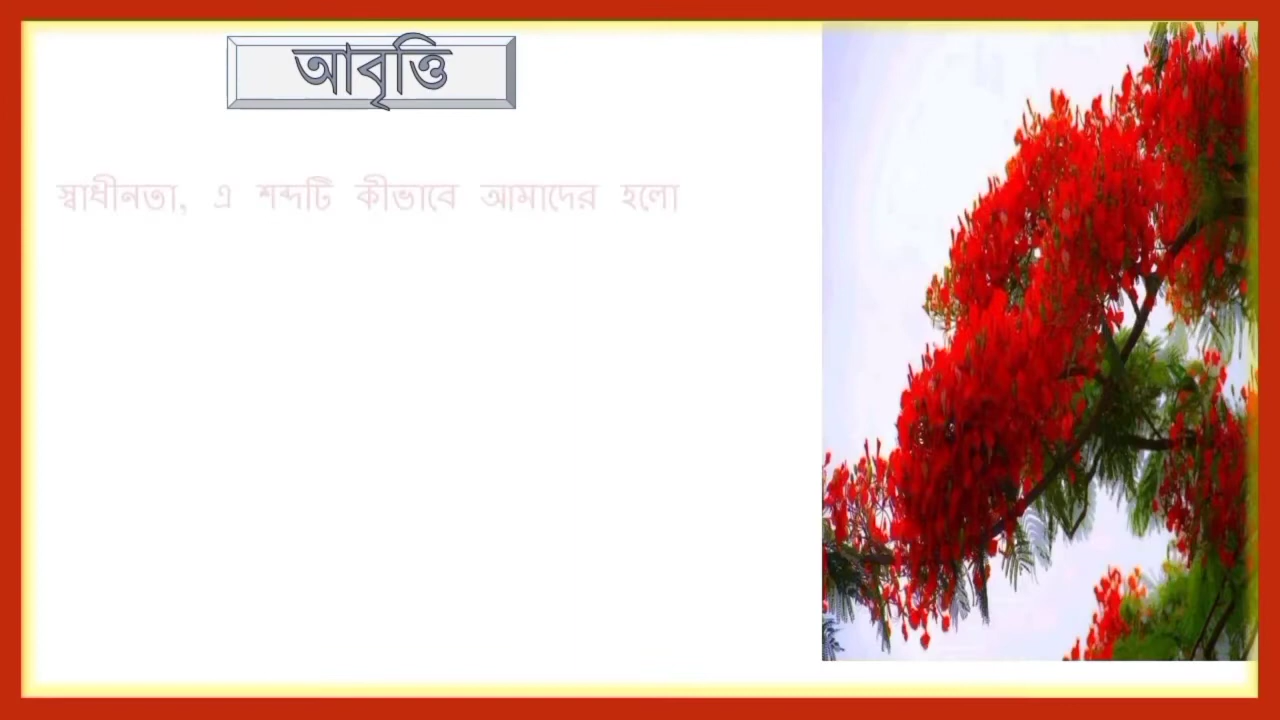 আবৃত্তি
স্বাধীনতা, এ শব্দটি কীভাবে আমাদের হলো